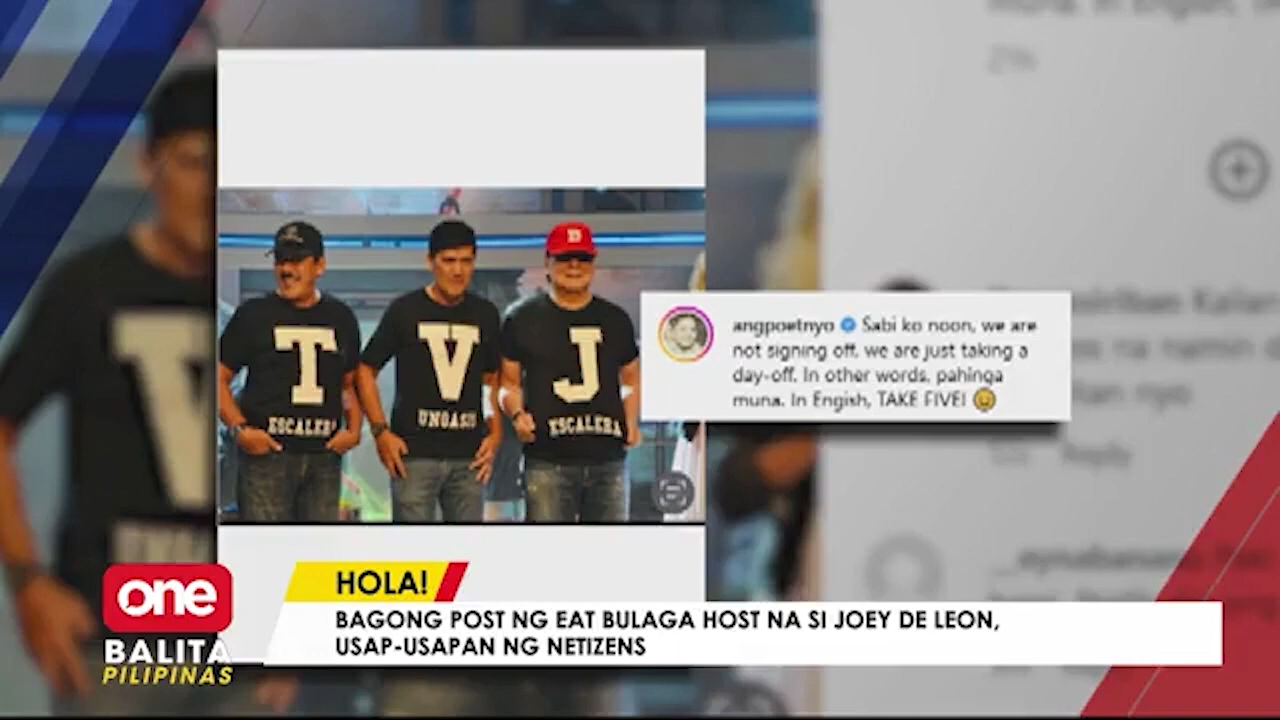 T
ESCALERA
V
UNGASIS
J
ESCALERA
B
angpoetnyo Sabi ko noon, we are
not signing off, we are just taking a
day-off. In other words, pahinga
muna. In Engish, TAKE FIVE!
Reply
V
one
BALITA
PILIPINAS
HOLA!
BAGONG POST NG EAT BULAGA HOST NA SI JOEY DE LEON,
USAP-USAPAN NG NETIZENS